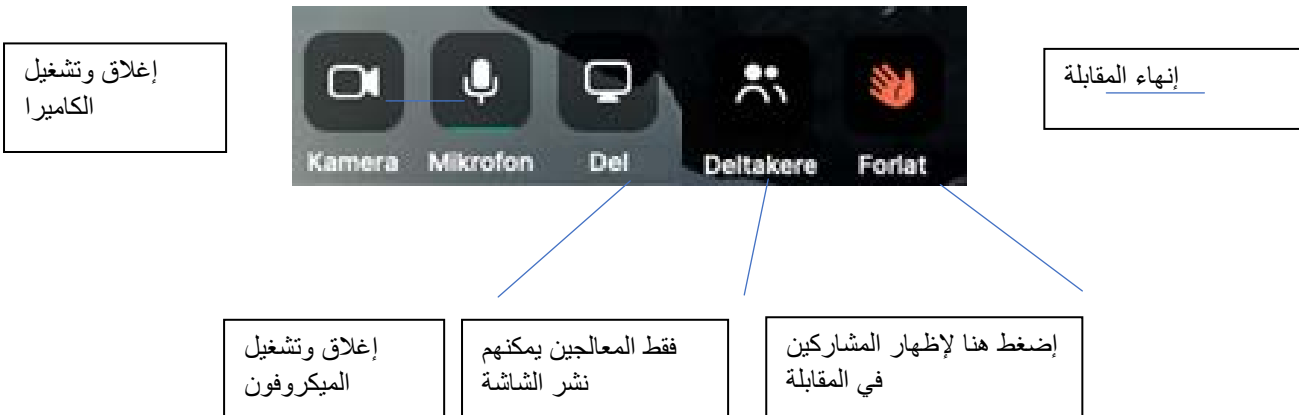 إغلاق وتشغيل
الكاميرا
إنهاء المقابلة
Kamera Mikrofon Del Deltakere Forlat
إغلاق وتشغيل
الميكروفون
فقط المعالجين يمكنهم
نشر الشاشة
إضغط هنا لإظهار المشاركين
في المقابلة